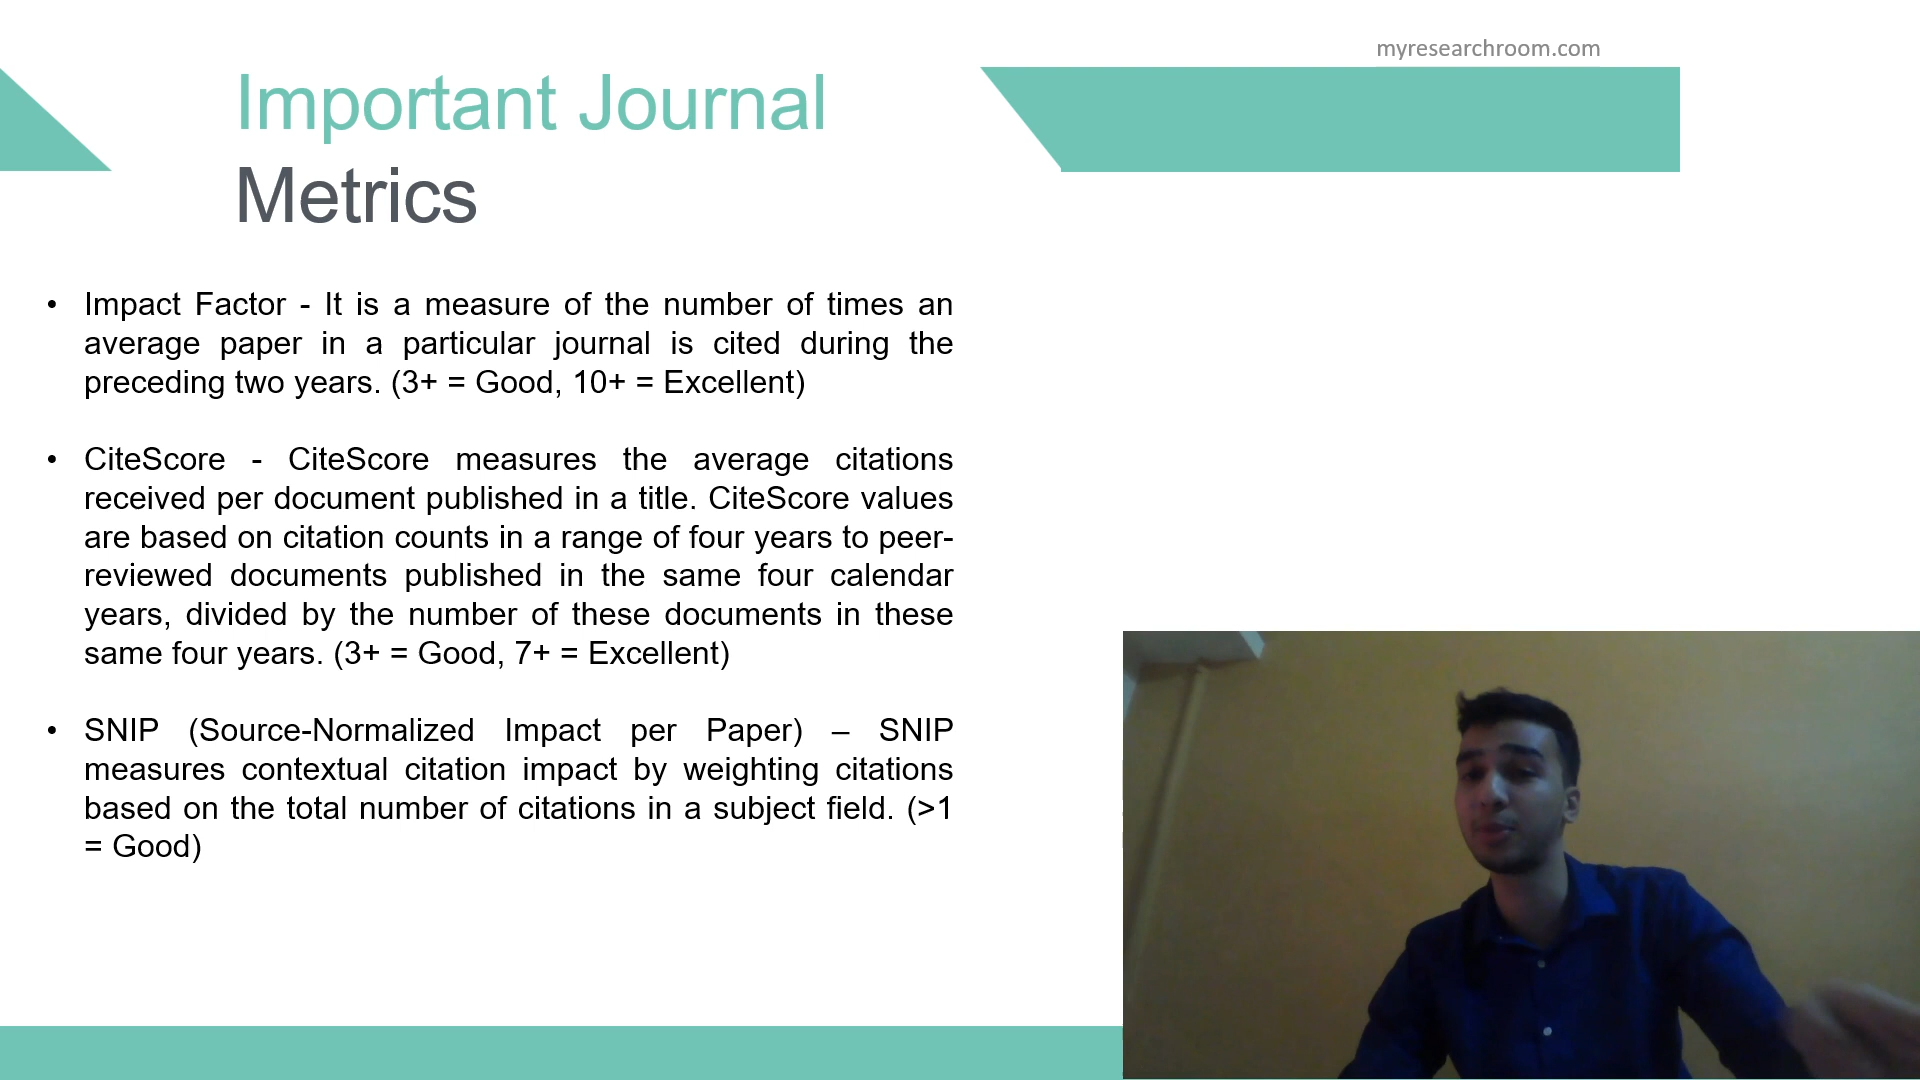 myresearchroom.com
Important Journal
Metrics
• Impact Factor - It is a measure of the number of times an
average paper in a particular journal is cited during the
preceding two years. (3+ = Good, 10+ = Excellent)
• CiteScore - CiteScore measures the average citations
received per document published in a title. CiteScore values
are based on citation counts in a range of four years to peer-
reviewed documents published in the same four calendar
years, divided by the number of these documents in these
same four years. (3+ = Good, 7+ = Excellent)
• SNIP (Source-Normalized Impact per Paper) – SNIP
measures contextual citation impact by weighting citations
based on the total number of citations in a subject field. (>1
= Good)